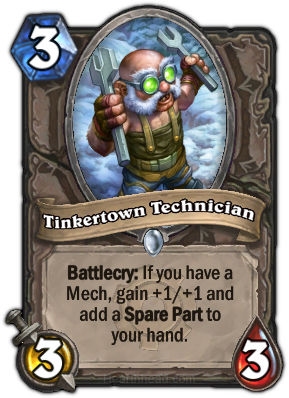 3
Tinkertown Technician
Battlecry: If you have a
Mech, gain +1/+1 and
add a Spare Part to
your hand.
3
3